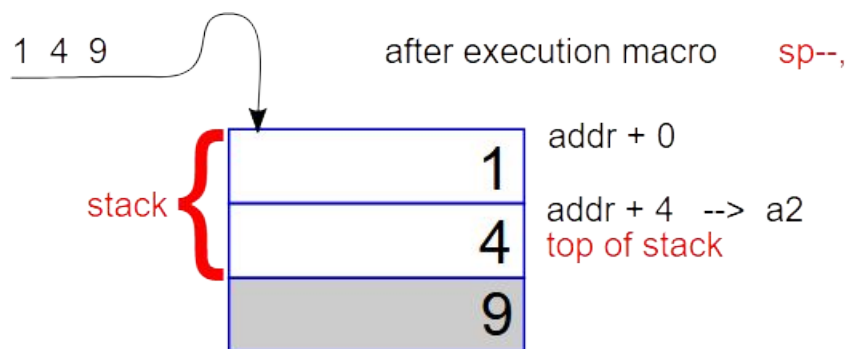 1 4 9 after execution macro sp--,
1
addr + 0
stack
4
addr + 4 --> a2
top of stack
9